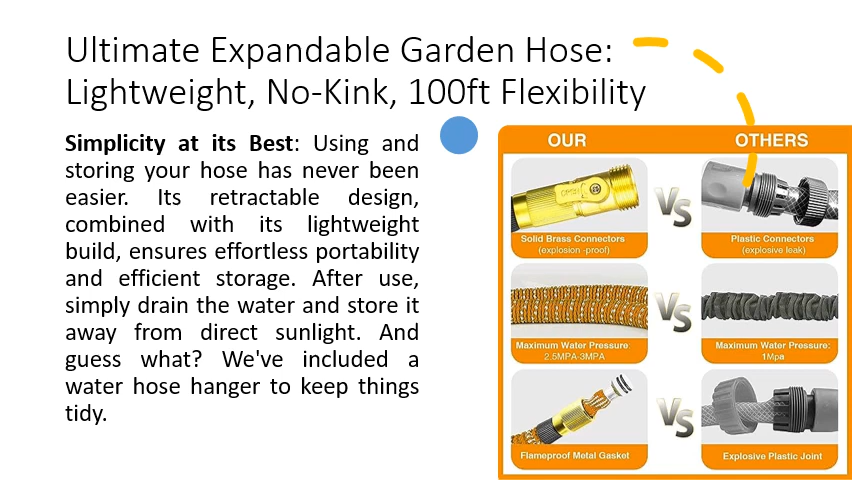 Ultimate Expandable Garden Hose:
Lightweight, No-Kink, 100ft Flexibility
Simplicity at its Best: Using and
storing your hose has never been
easier. Its retractable design,
combined with its lightweight
build, ensures effortless portability
and efficient storage. After use,
simply drain the water and store it
away from direct sunlight. And
guess what? We've included a
water hose hanger to keep things
tidy.
OUR
OTHERS
Solid Brass Connectors
(explosion -proof)
VS
Plastic Connectors
(explosive leak)
Maximum Water Pressure:
2.5MPA-3MPA
VS
Maximum Water Pressure:
1Mpa
Flameproof Metal Gasket
VS
Explosive Plastic Joint